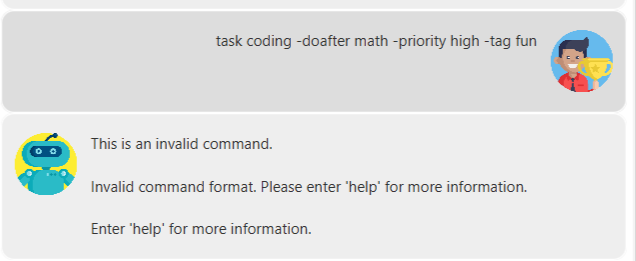 task coding -doafter math -priority high -tag fun
This is an invalid command.
Invalid command format. Please enter 'help' for more information.
Enter 'help' for more information.